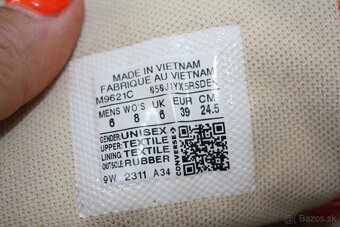 MADE IN VIETNAM
FABRIQUÉ AU VIETNAM
M9621C
MENS WO'S UK EUR CM
6 8 6 39 24.5
GENDER: UNISEX
UPPER: TEXTILE
LINING: TEXTILE
OUTSOLE: RUBBER
CONVERSE
9W 2311 A34
Bazos.sk